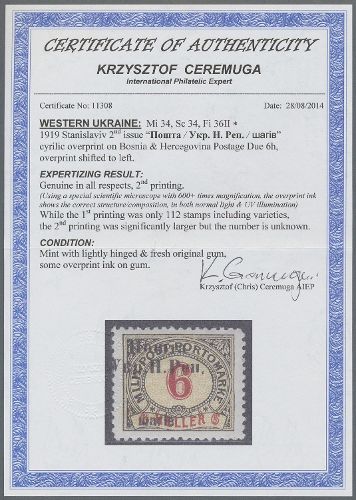 CERTIFICATE OF AUTHENTICITY
KRZYSZTOF CEREMUGA
International Philatelic Expert
Certificate No: 11308 Date: 28/08/2014
WESTERN UKRAINE: Mi 34, Sc 34, Fi 36II *
1919 Stanislaviv 2nd issue "Пошта / Укр. Н. Реп. / шагів"
cyrilic overprint on Bosnia & Hercegovina Postage Due 6h,
overprint shifted to left.
EXPERTIZING RESULT:
Genuine in all respects, 2nd printing.
(Using a special scientific microscope with 600+ times magnification, the overprint ink
shows the correct structure/composition, in both normal light & UV illumination)
While the 1st printing was only 112 stamps including varieties,
the 2nd printing was significantly larger but the number is unknown.
CONDITION:
Mint with lightly hinged & fresh original gum,
some overprint ink on gum.
Krzysztof (Chris) Ceremuga AIEP
Пошта
Укр. Н. Реп.
MILITÄRPOST PORTOMARKE
6
6 HELLER 6